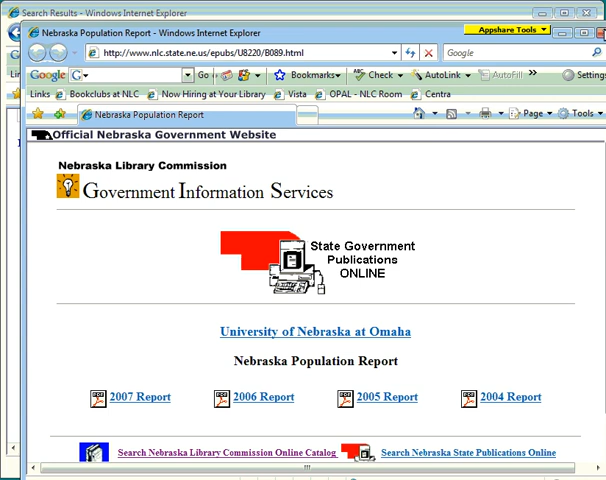 Search Results - Windows Internet Explorer
Nebraska Population Report - Windows Internet Explorer
Appshare Tools
http://www.nlc.state.ne.us/epubs/U8220/B089.html
Google
Google
G
Go
Bookmarks
Check
AutoLink
AutoFill
»
Settings
Links
Bookclubs at NLC
Now Hiring at Your Library
Vista
OPAL - NLC Room
Centra
Nebraska Population Report
Page
Tools
Official Nebraska Government Website
Nebraska Library Commission
Government Information Services
State Government
Publications
ONLINE
University of Nebraska at Omaha
Nebraska Population Report
2007 Report
2006 Report
2005 Report
2004 Report
Search Nebraska Library Commission Online Catalog
Search Nebraska State Publications Online